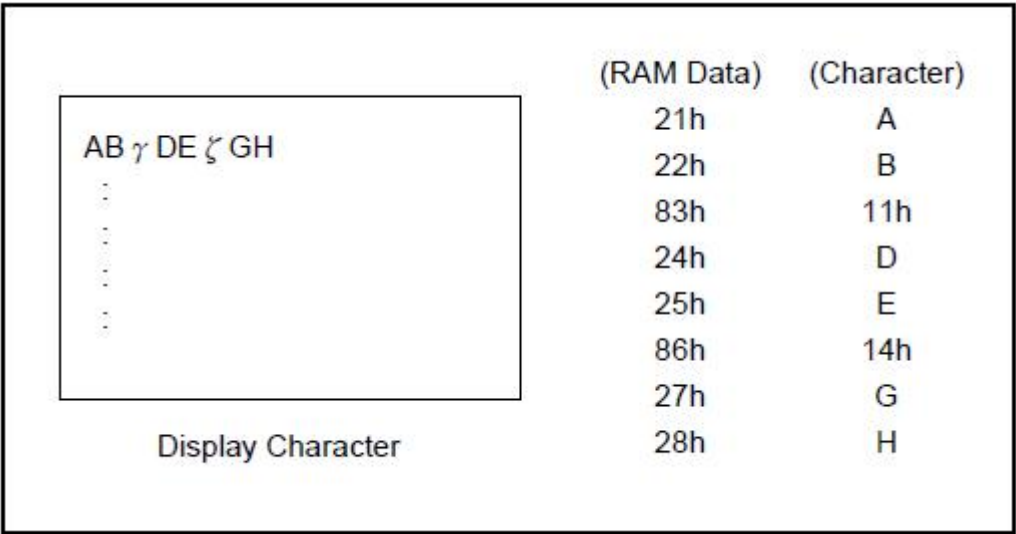 AB γ DE ζ GH
:
:
:
:
Display Character
(RAM Data) (Character)
21h A
22h B
83h 11h
24h D
25h E
86h 14h
27h G
28h H